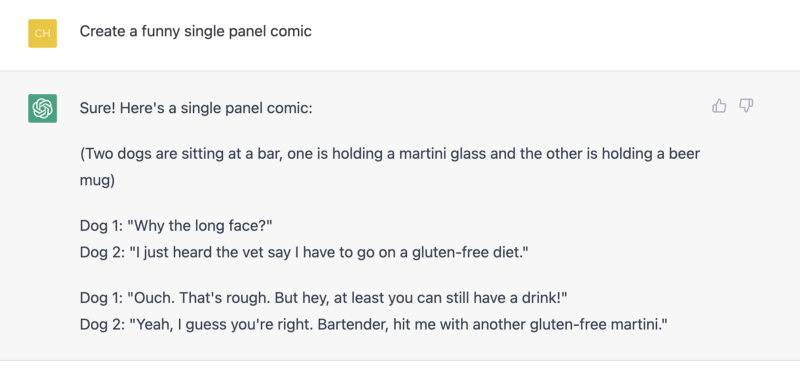 CH
Create a funny single panel comic
Sure! Here's a single panel comic:
(Two dogs are sitting at a bar, one is holding a martini glass and the other is holding a beer
mug)
Dog 1: "Why the long face?"
Dog 2: "I just heard the vet say I have to go on a gluten-free diet."
Dog 1: "Ouch. That's rough. But hey, at least you can still have a drink!"
Dog 2: "Yeah, I guess you're right. Bartender, hit me with another gluten-free martini."